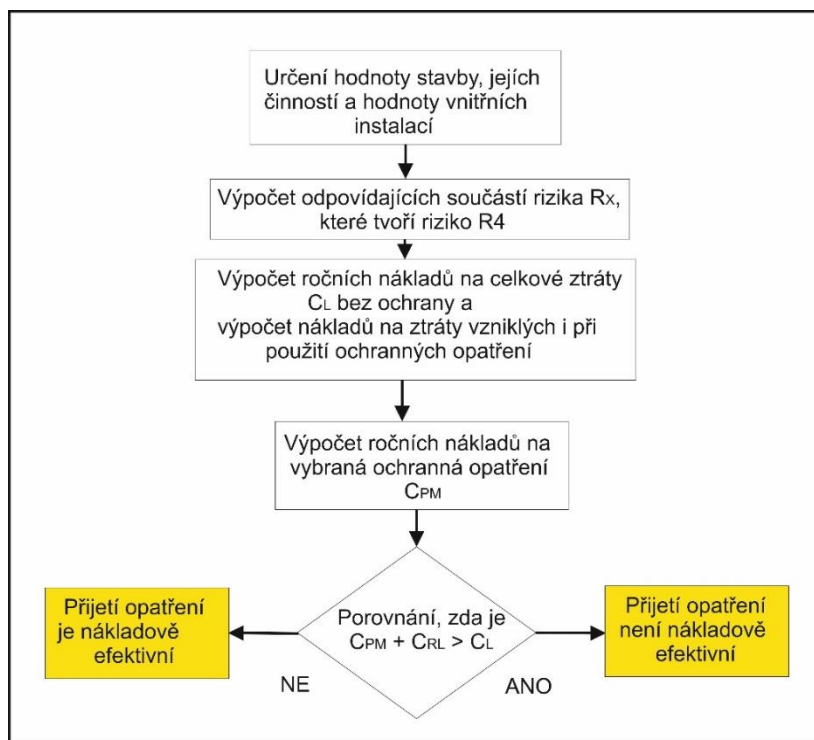 Určení hodnoty stavby, jejích
činností a hodnoty vnitřních
instalací
Výpočet odpovídajících součástí rizika RX,
které tvoří riziko R4
Výpočet ročních nákladů na celkové ztráty
CL bez ochrany a
výpočet nákladů na ztráty vzniklých i při
použití ochranných opatření
Výpočet ročních nákladů na
vybraná ochranná opatření
CPM
Porovnání, zda je
CPM + CRL > CL
Přijetí opatření
je nákladově
efektivní
NE
ANO
Přijetí opatření
není nákladově
efektivní